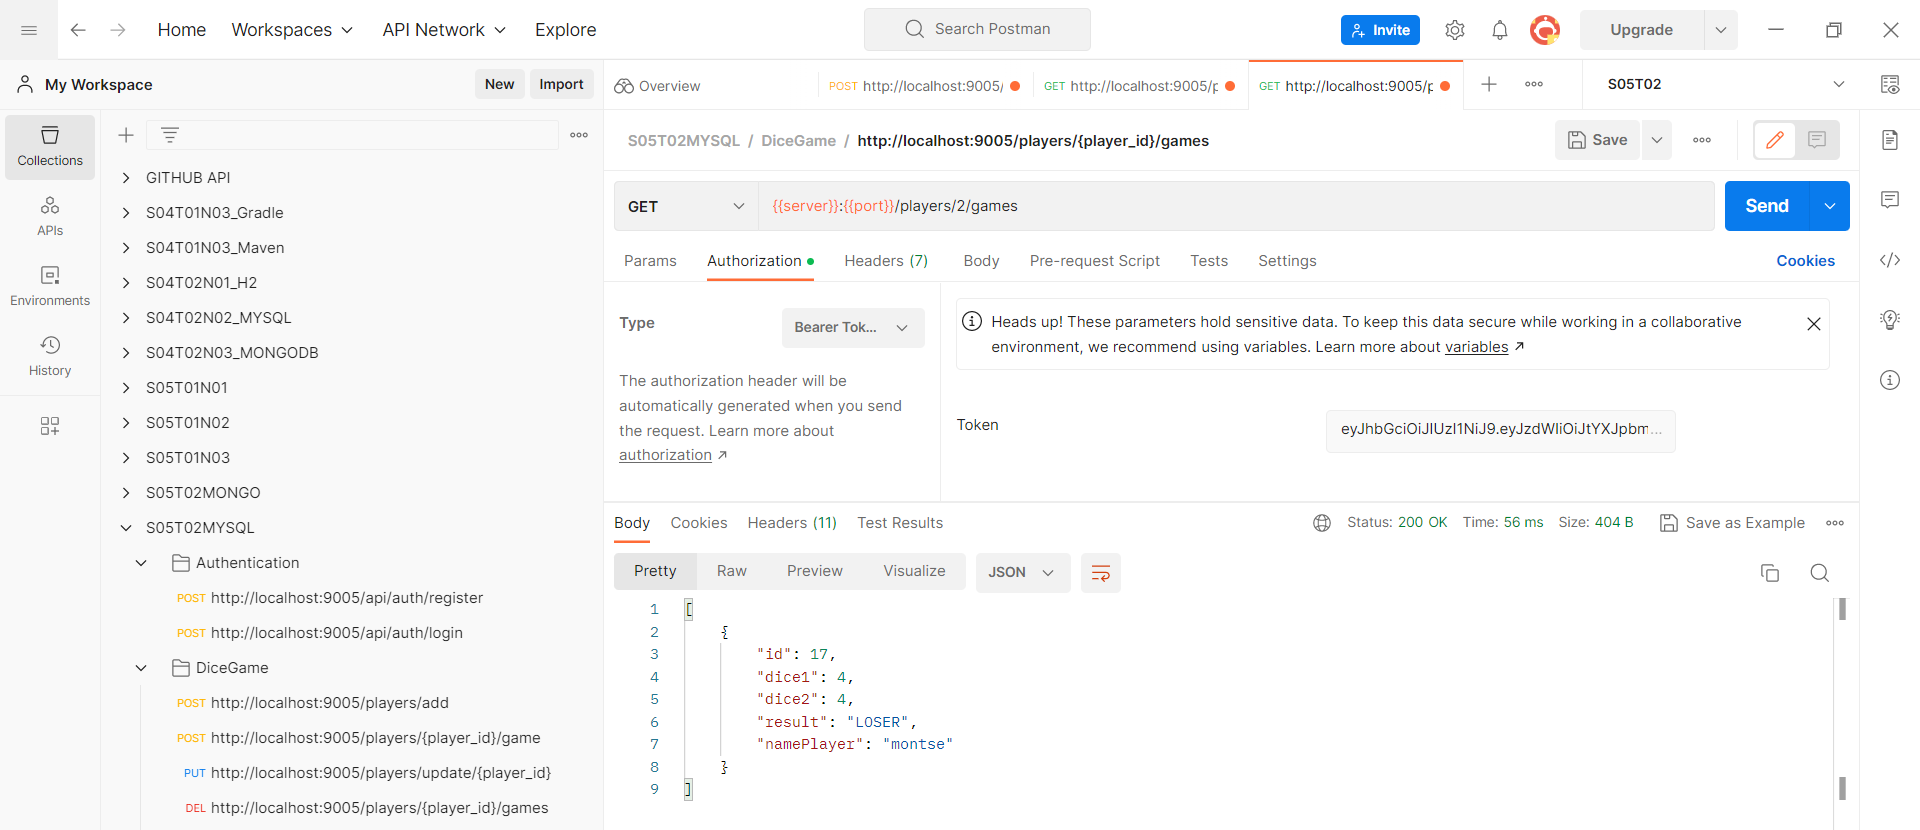 Home Workspaces API Network Explore Search Postman Invite Upgrade
My Workspace New Import
Overview POST http://localhost:9005/ GET http://localhost:9005/p GET http://localhost:9005/p S05T02
Collections
APIs
Environments
History
GITHUB API
S04T01N03_Gradle
S04T01N03_Maven
S04T02N01_H2
S04T02N02_MYSQL
S04T02N03_MONGODB
S05T01N01
S05T01N02
S05T01N03
S05T02MONGO
S05T02MYSQL
Authentication
POST http://localhost:9005/api/auth/register
POST http://localhost:9005/api/auth/login
DiceGame
POST http://localhost:9005/players/add
POST http://localhost:9005/players/{player_id}/game
PUT http://localhost:9005/players/update/{player_id}
DEL http://localhost:9005/players/{player_id}/games
S05T02MYSQL / DiceGame / http://localhost:9005/players/{player_id}/games Save
GET {{server}}:{{port}}/players/2/games Send
Params Authorization Headers (7) Body Pre-request Script Tests Settings Cookies
Type Bearer Tok...
The authorization header will be
automatically generated when you send
the request. Learn more about
authorization ↗
Heads up! These parameters hold sensitive data. To keep this data secure while working in a collaborative
environment, we recommend using variables. Learn more about variables ↗
Token eyJhbGciOiJIUzI1NiJ9.eyJzdWIiOiJtYXJpbm...
Body Cookies Headers (11) Test Results Status: 200 OK Time: 56 ms Size: 404 B Save as Example
Pretty Raw Preview Visualize JSON
1 [
2 {
3 "id": 17,
4 "dice1": 4,
5 "dice2": 4,
6 "result": "LOSER",
7 "namePlayer": "montse"
8 }
9 ]